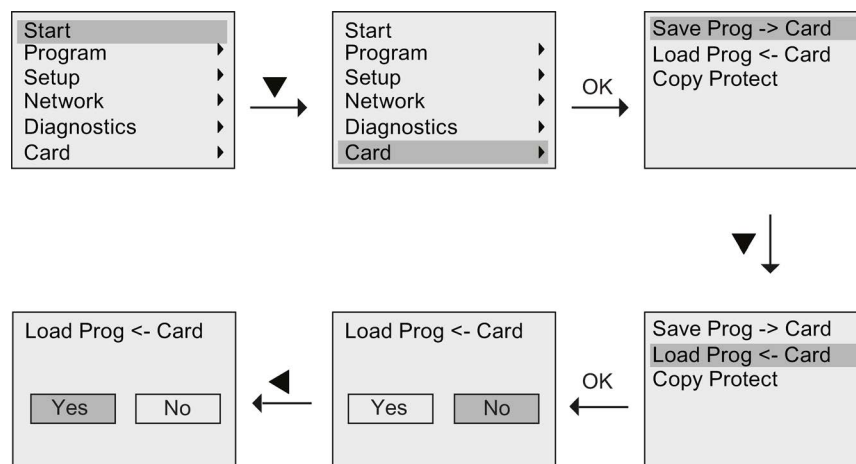 Start
Program
Setup
Network
Diagnostics
Card
Start
Program
Setup
Network
Diagnostics
Card
OK
Save Prog -> Card
Load Prog <- Card
Copy Protect
Load Prog <- Card
Yes No
Load Prog <- Card
Yes No
OK
Save Prog -> Card
Load Prog <- Card
Copy Protect